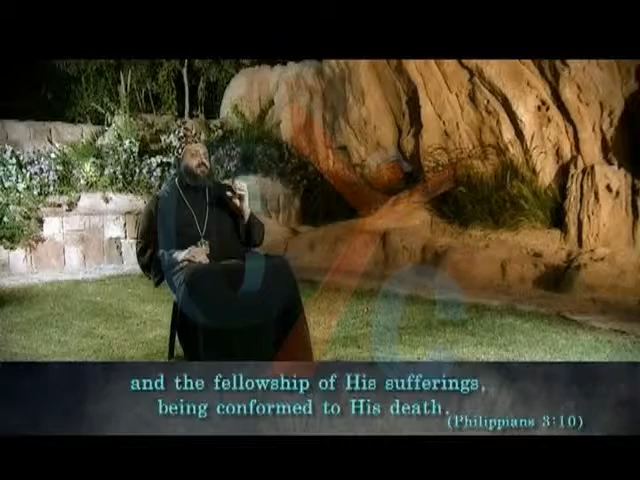 and the fellowship of His sufferings,
being conformed to His death.
(Philippians 3:10)